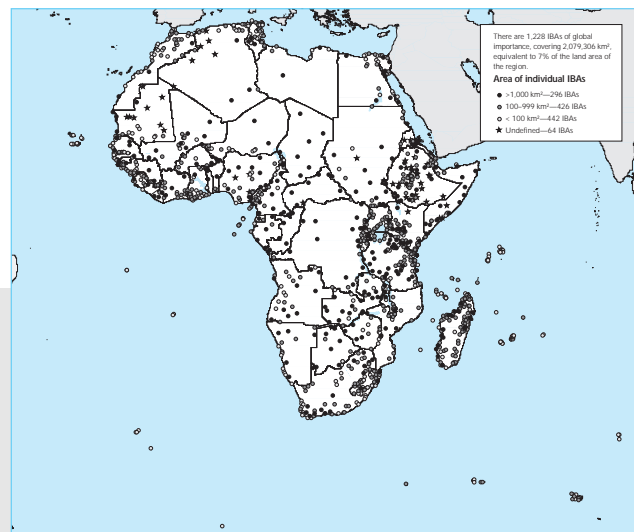 There are 1,228 IBAs of global
importance, covering 2,079,306 km²,
equivalent to 7% of the land area of
the region.
Area of individual IBAs
● >1,000 km²—296 IBAs
● 100–999 km²—426 IBAs
○ < 100 km²—442 IBAs
★ Undefined—64 IBAs